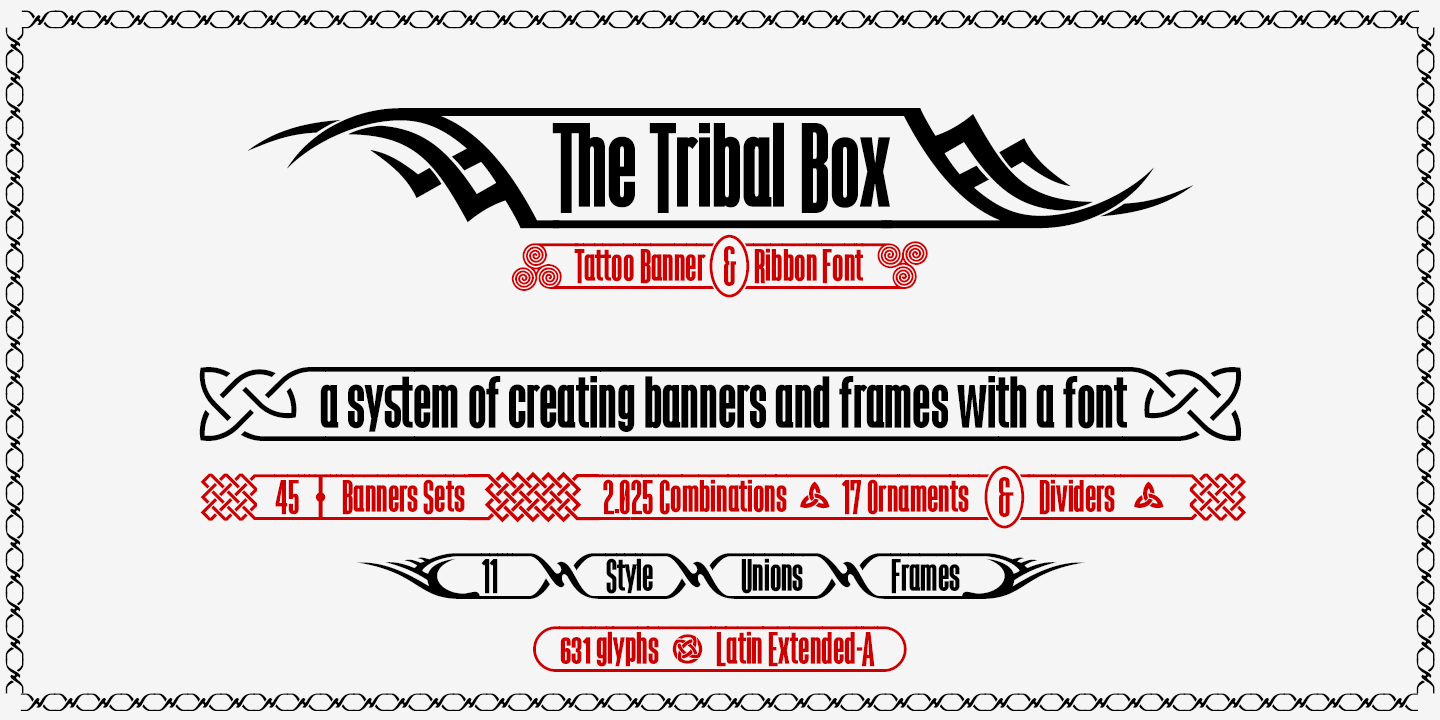 The Tribal Box
Tattoo Banner & Ribbon Font
a system of creating banners and frames with a font
45 Banners Sets 2.025 Combinations 17 Ornaments & Dividers
11 Style Unions Frames
631 glyphs Latin Extended-A